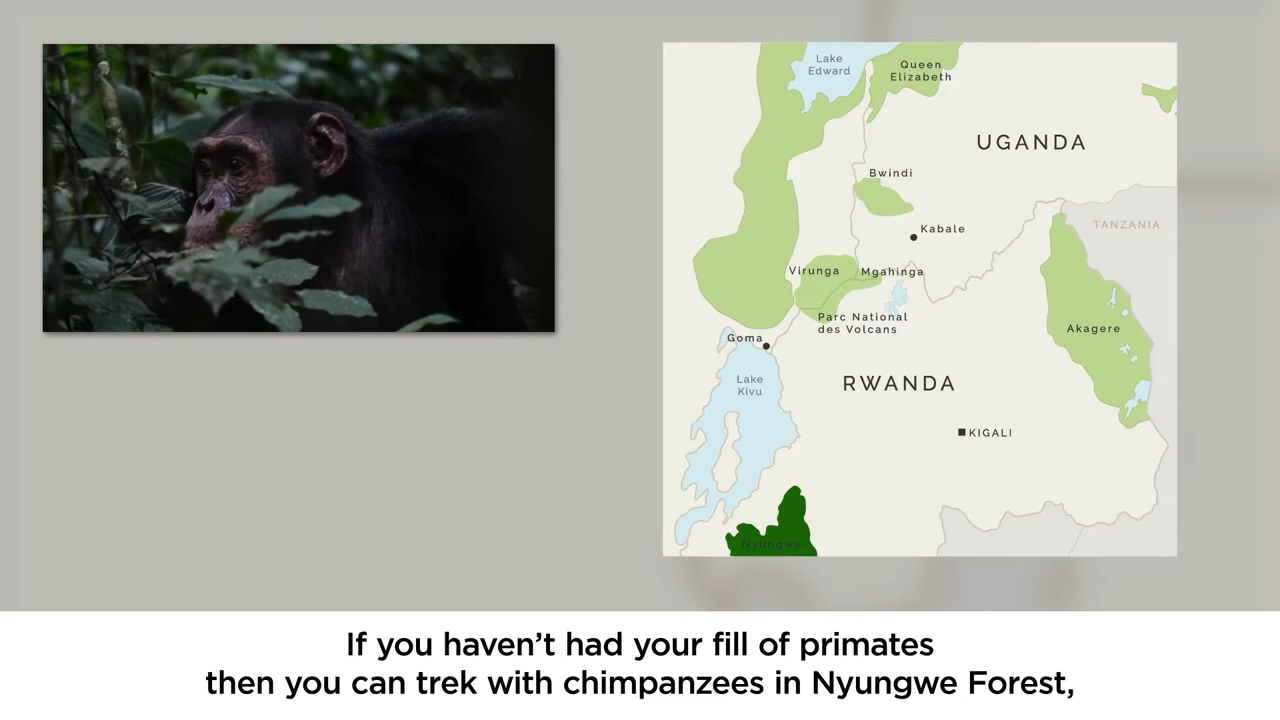 Lake
Edward
Queen
Elizabeth
UGANDA
Bwindi
TANZANIA
Kabale
Virunga
Mgahinga
Parc National
des Volcans
Akagere
Goma
Lake
Kivu
RWANDA
KIGALI
Nyungwe
If you haven’t had your fill of primates
then you can trek with chimpanzees in Nyungwe Forest,